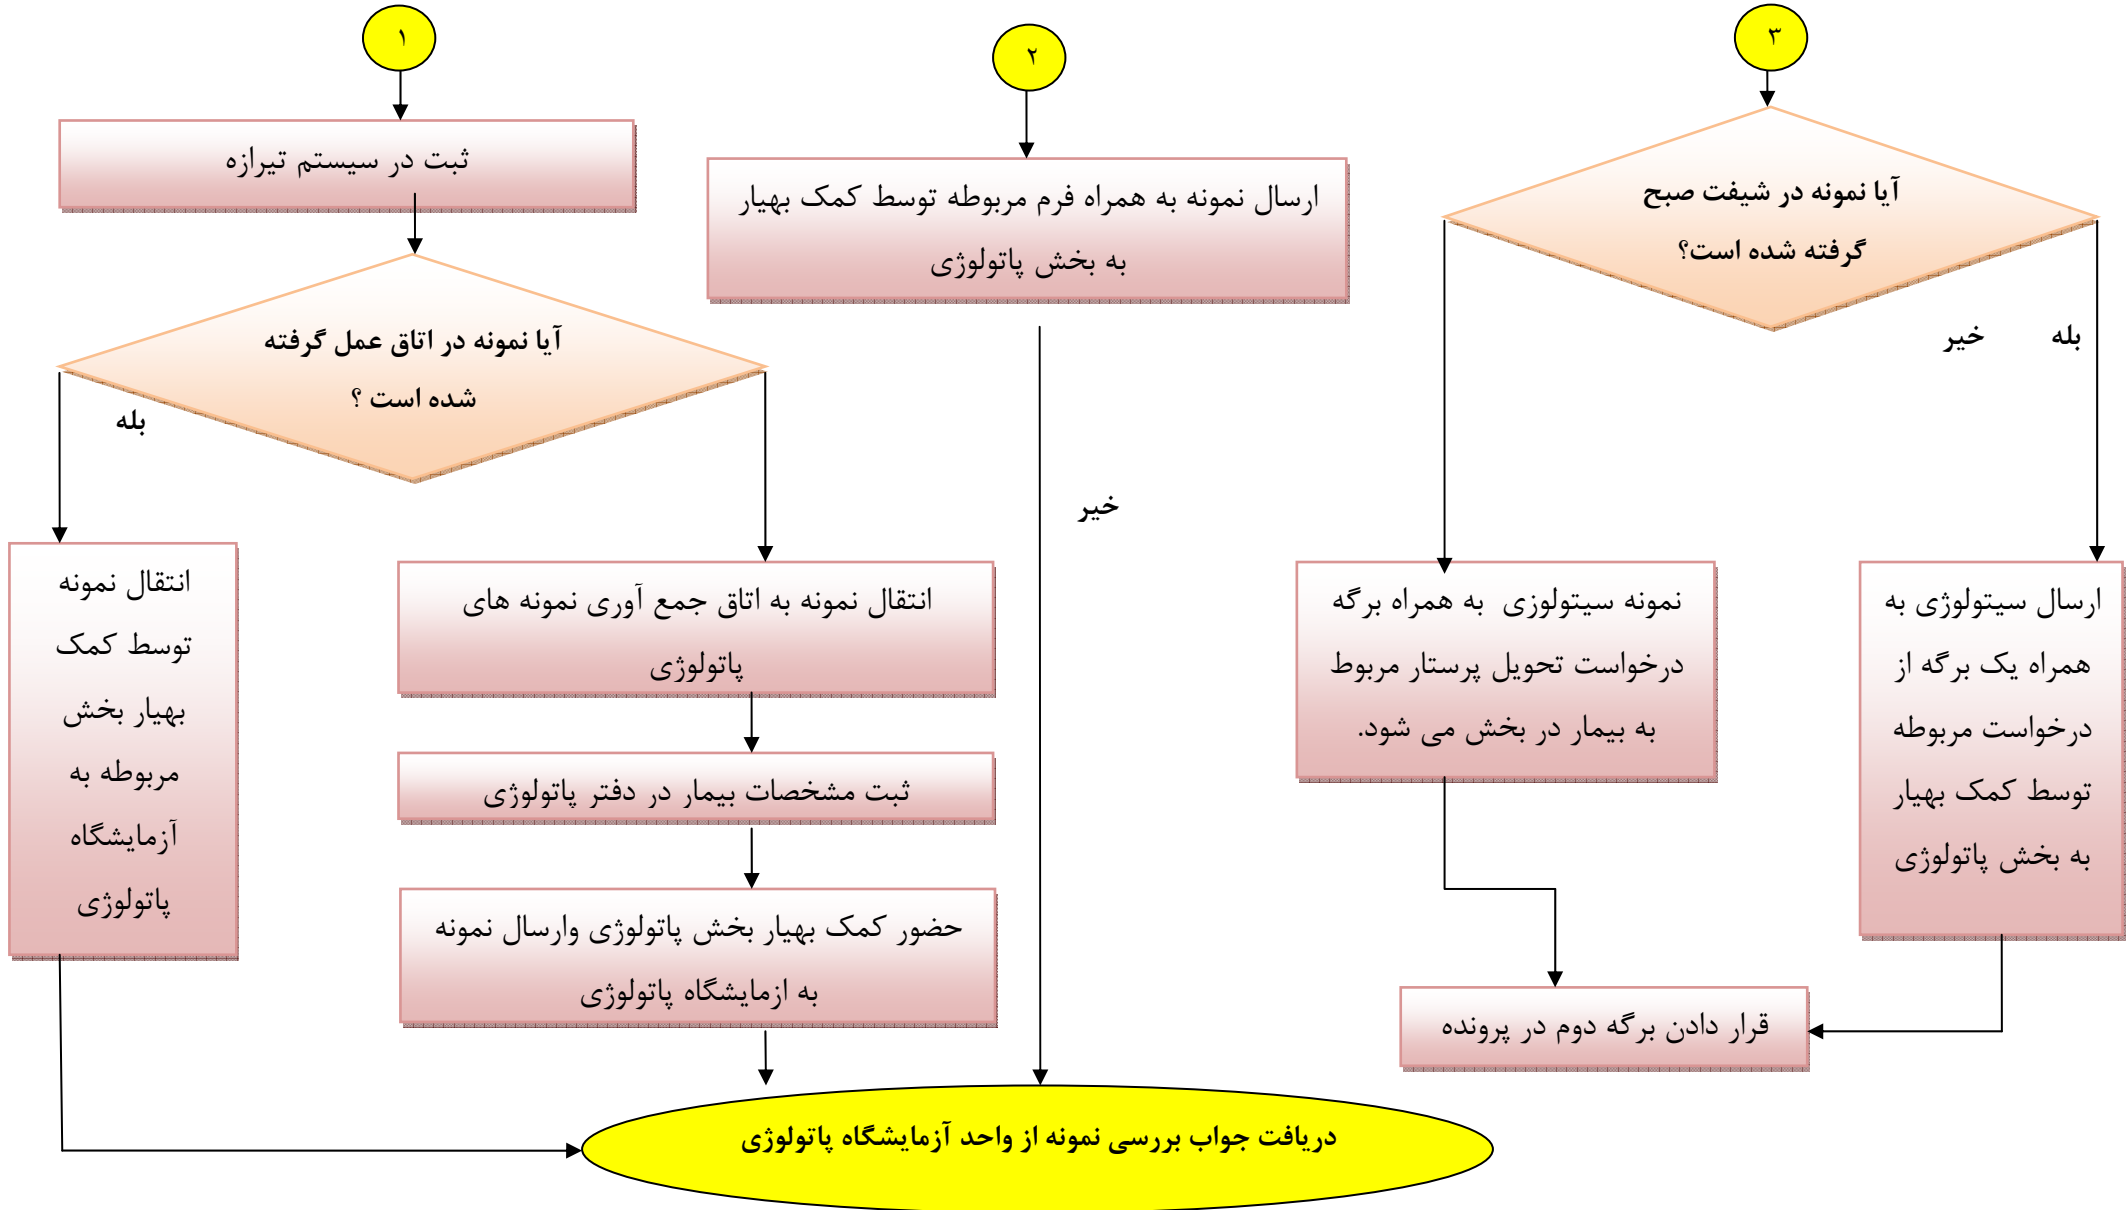 ۱
ثبت در سیستم تیرازه
آیا نمونه در اتاق عمل گرفته
شده است ؟
بله
انتقال نمونه
توسط کمک
بهیار بخش
مربوطه به
آزمایشگاه
پاتولوژی
انتقال نمونه به اتاق جمع آوری نمونه های
پاتولوژی
ثبت مشخصات بیمار در دفتر پاتولوژی
حضور کمک بهیار بخش پاتولوژی وارسال نمونه
به ازمایشگاه پاتولوژی
۲
ارسال نمونه به همراه فرم مربوطه توسط کمک بهیار
به بخش پاتولوژی
خیر
۳
آیا نمونه در شیفت صبح
گرفته شده است؟
بله
خیر
ارسال سیتولوژی به
همراه یک برگه از
درخواست مربوطه
توسط کمک بهیار
به بخش پاتولوژی
نمونه سیتولوزی به همراه برگه
درخواست تحویل پرستار مربوط
به بیمار در بخش می شود.
قرار دادن برگه دوم در پرونده
دریافت جواب بررسی نمونه از واحد آزمایشگاه پاتولوژی